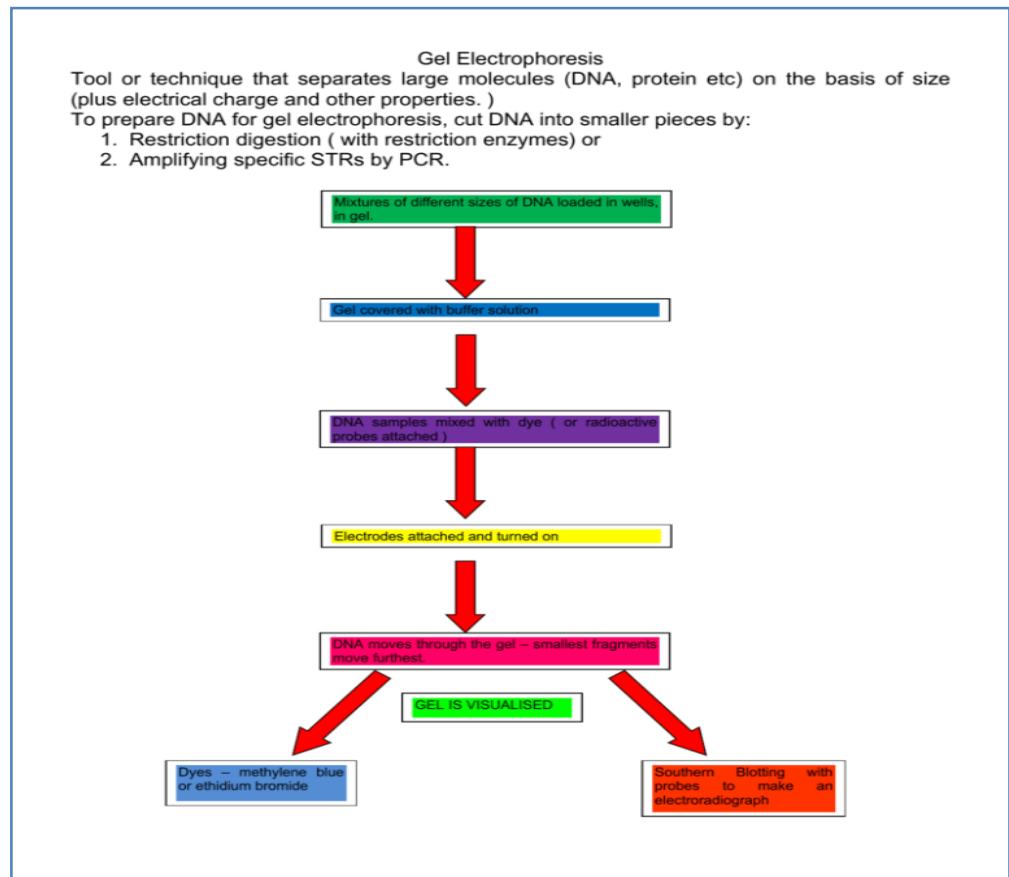 Gel Electrophoresis
Tool or technique that separates large molecules (DNA, protein etc) on the basis of size
(plus electrical charge and other properties. )
To prepare DNA for gel electrophoresis, cut DNA into smaller pieces by:
1. Restriction digestion ( with restriction enzymes) or
2. Amplifying specific STRs by PCR.
Mixtures of different sizes of DNA loaded in wells,
in gel.
Gel covered with buffer solution
DNA samples mixed with dye ( or radioactive
probes attached )
Electrodes attached and turned on
DNA moves through the gel – smallest fragments
move furthest.
GEL IS VISUALISED
Dyes – methylene blue
or ethidium bromide
Southern Blotting with
probes to make an
electroradiograph